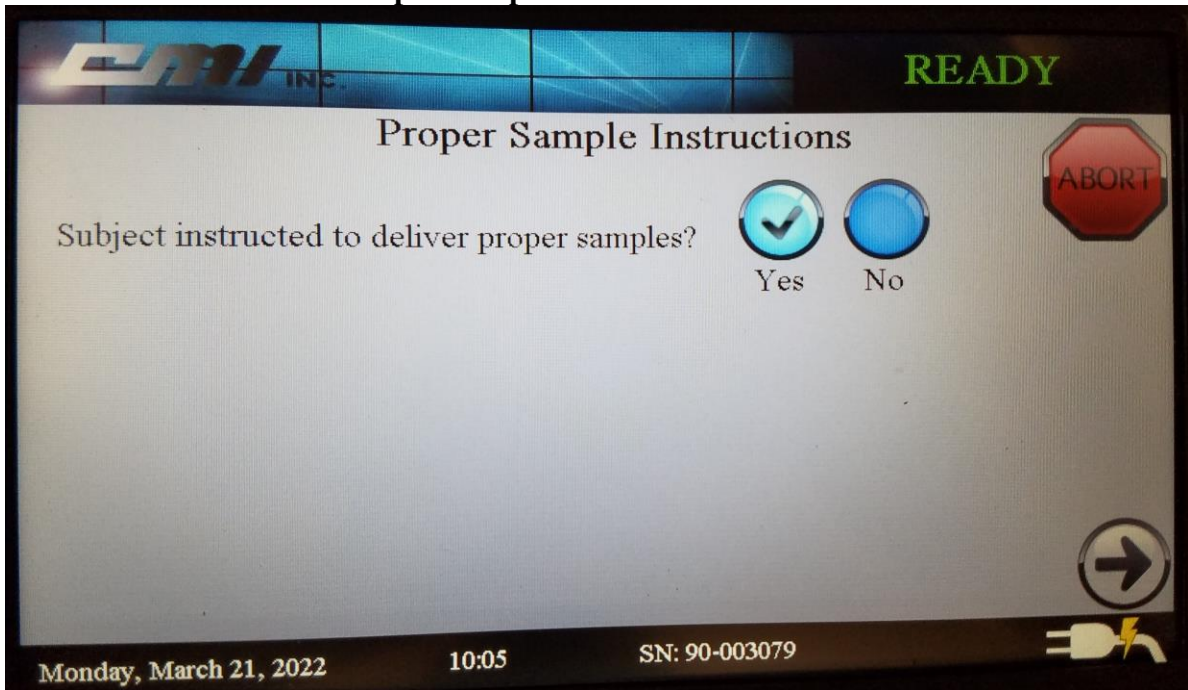 CMI INC.
READY
Proper Sample Instructions
ABORT
Subject instructed to deliver proper samples?
Yes No
Monday, March 21, 2022 10:05 SN: 90-003079